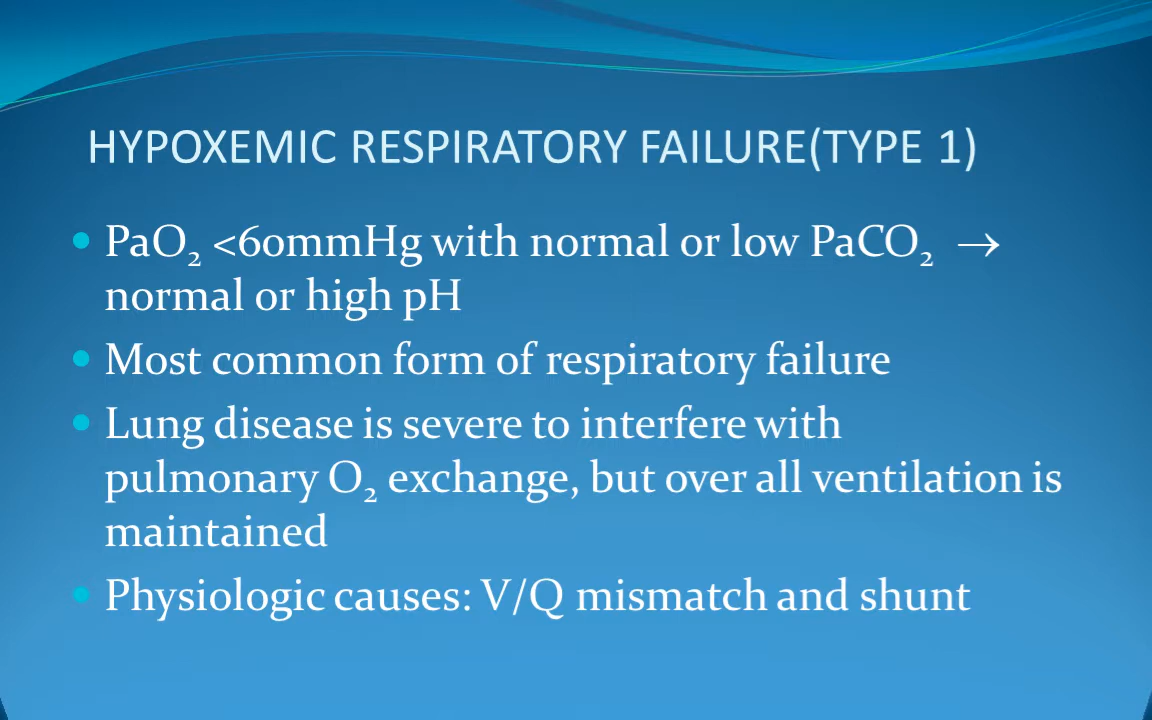 HYPOXEMIC RESPIRATORY FAILURE(TYPE 1)
• PaO₂ <60mmHg with normal or low PaCO₂ →
normal or high pH
• Most common form of respiratory failure
• Lung disease is severe to interfere with
pulmonary O₂ exchange, but over all ventilation is
maintained
• Physiologic causes: V/Q mismatch and shunt